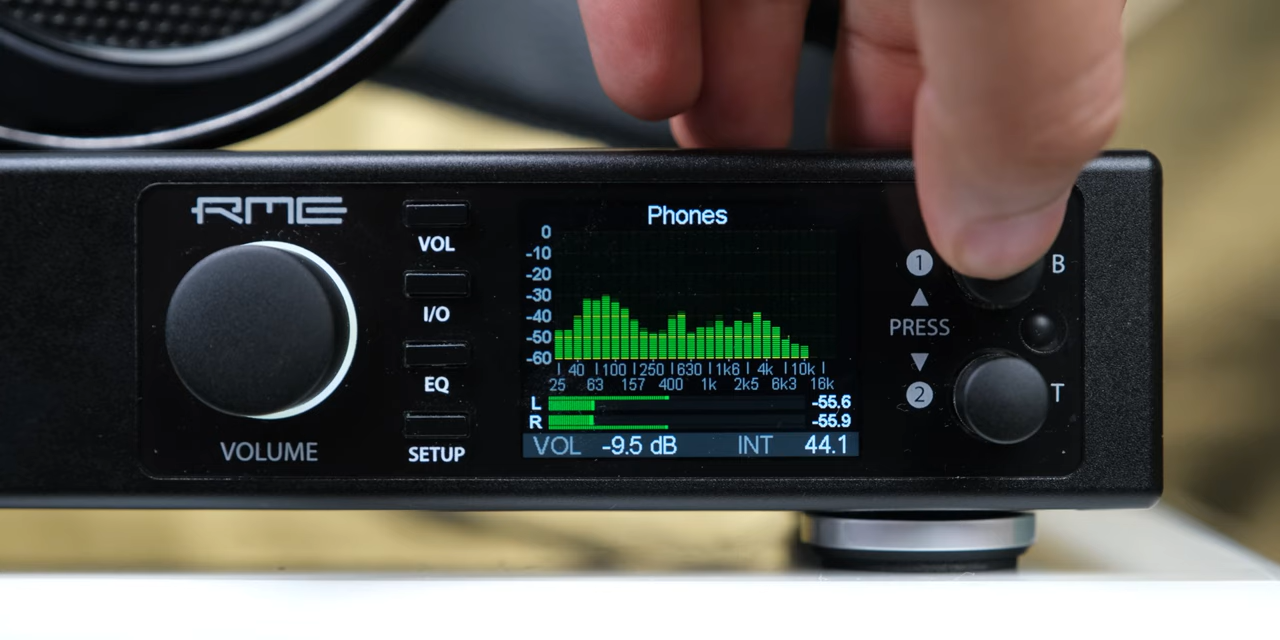 RME
VOL
I/O
EQ
SETUP
VOLUME
Phones
0
-10
-20
-30
-40
-50
-60
40 100 250 630 1k6 4k 10k
25 63 157 400 1k 2k5 6k3 16k
L -55.6
R -55.9
VOL -9.5 dB INT 44.1
1 B
PRESS
2 T